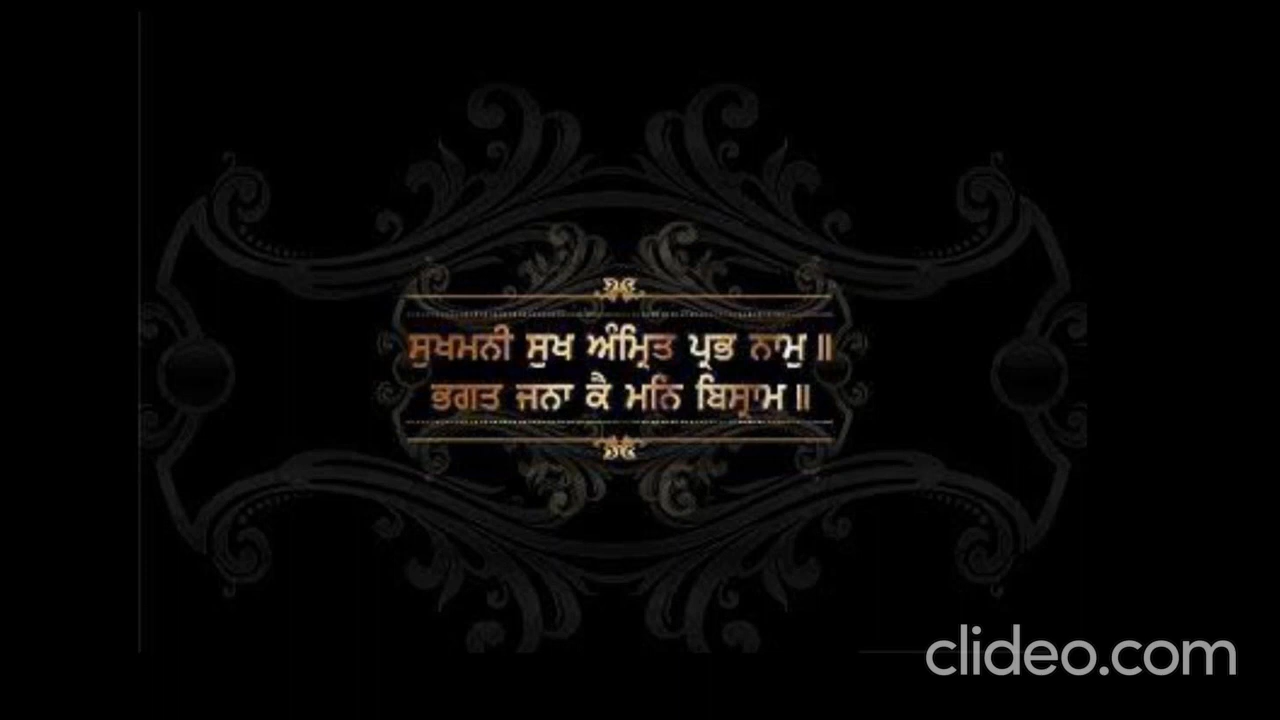 ਸੁਖਮਨੀ ਸੁਖ ਅੰਮ੍ਰਿਤ ਪ੍ਰਭ ਨਾਮੁ ॥
ਭਗਤ ਜਨਾ ਕੈ ਮਨਿ ਬਿਸ੍ਰਾਮ ॥
clideo.com